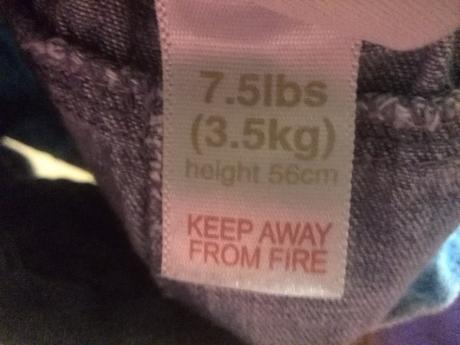 7.5lbs
(3.5kg)
height 56cm
KEEP AWAY
FROM FIRE